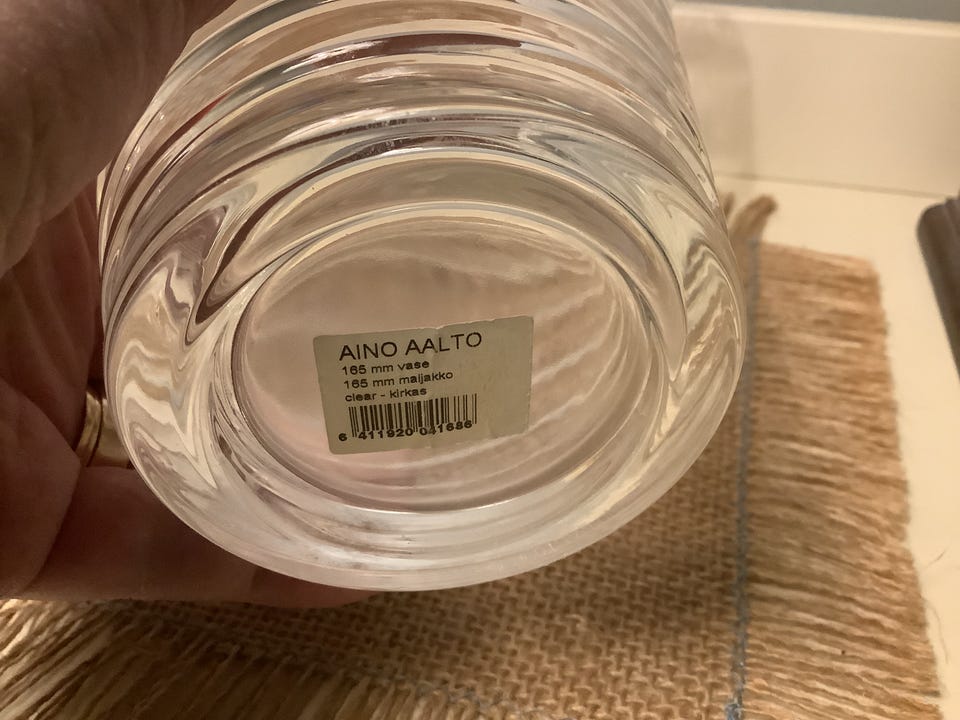 AINO AALTO
165 mm vase
165 mm maljakko
clear - kirkas
6 411920 041686